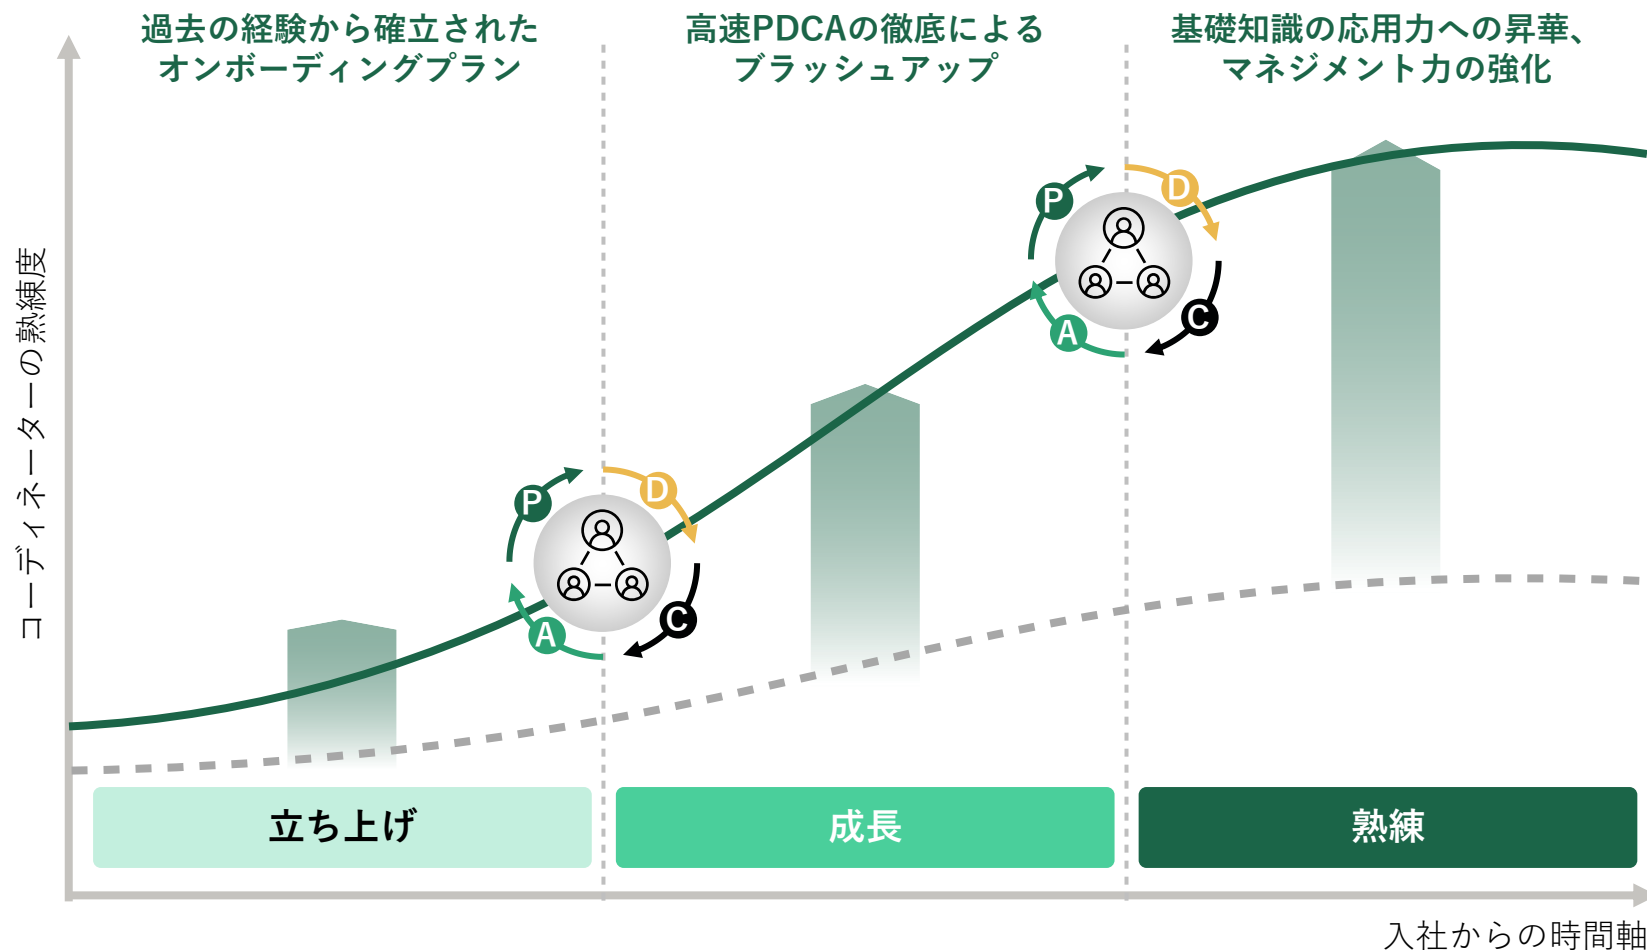 過去の経験から確立された
オンボーディングプラン
高速PDCAの徹底による
ブラッシュアップ
基礎知識の応用力への昇華、
マネジメント力の強化
コーディネーターの熟練度
P
D
C
A
P
D
C
A
立ち上げ
成長
熟練
入社からの時間軸